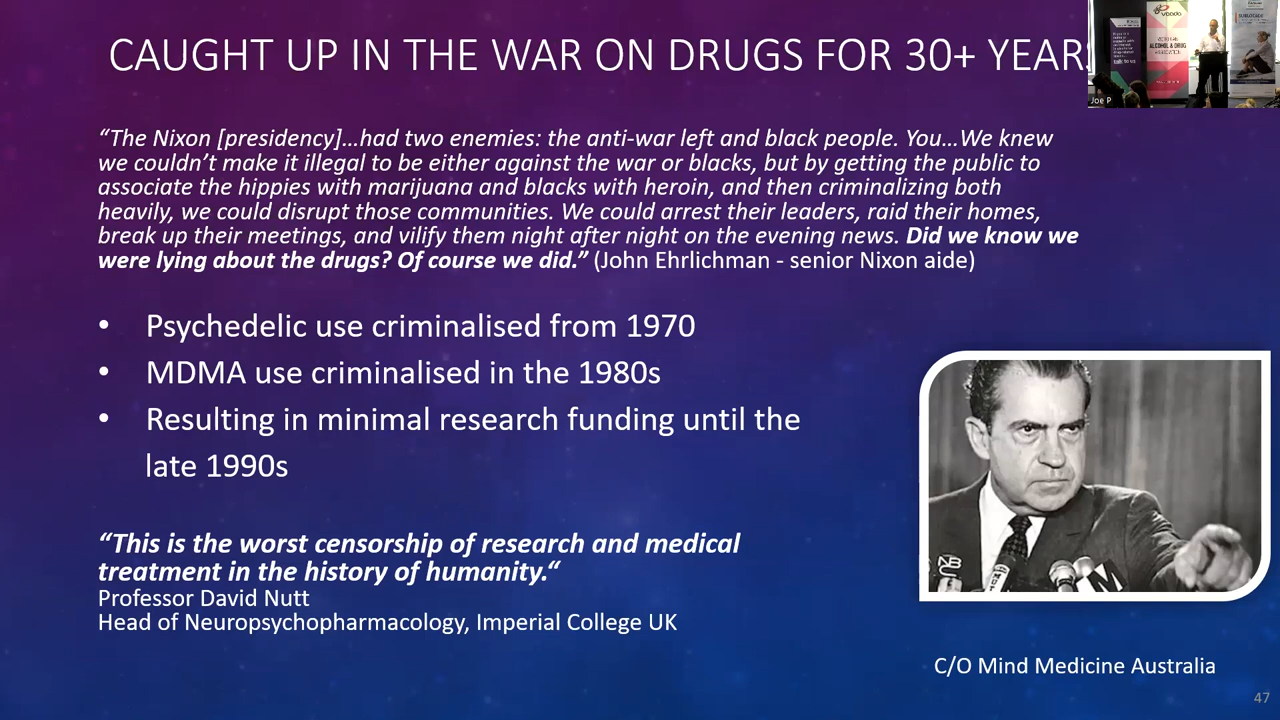 CAUGHT UP IN THE WAR ON DRUGS FOR 30+ YEARS
“The Nixon [presidency]…had two enemies: the anti-war left and black people. You…We knew
we couldn’t make it illegal to be either against the war or blacks, but by getting the public to
associate the hippies with marijuana and blacks with heroin, and then criminalizing both
heavily, we could disrupt those communities. We could arrest their leaders, raid their homes,
break up their meetings, and vilify them night after night on the evening news. Did we know we
were lying about the drugs? Of course we did.” (John Ehrlichman - senior Nixon aide)
• Psychedelic use criminalised from 1970
• MDMA use criminalised in the 1980s
• Resulting in minimal research funding until the
late 1990s
“This is the worst censorship of research and medical
treatment in the history of humanity.“
Professor David Nutt
Head of Neuropsychopharmacology, Imperial College UK
C/O Mind Medicine Australia
47
Joe P
vaada
ALCOHOL & DRUG
talk to us
NBC